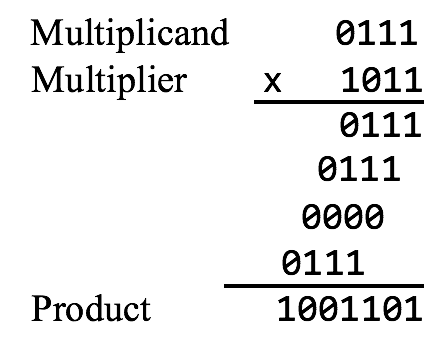 Multiplicand 0111
Multiplier x 1011
0111
0111
0000
0111
Product 1001101